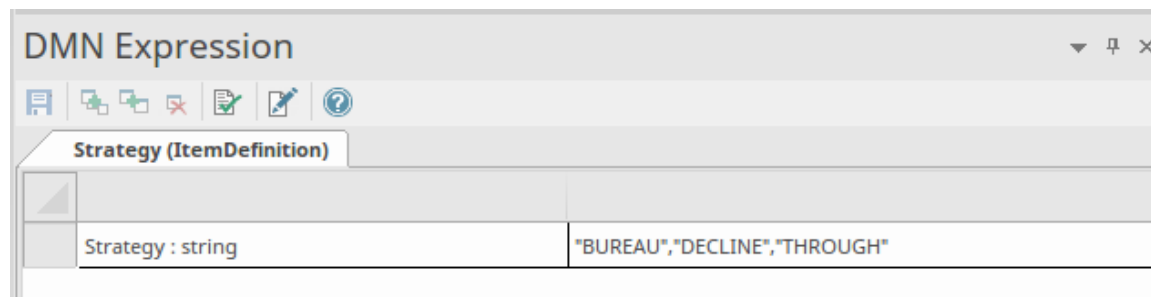 DMN Expression
Strategy (ItemDefinition)
Strategy : string "BUREAU","DECLINE","THROUGH"